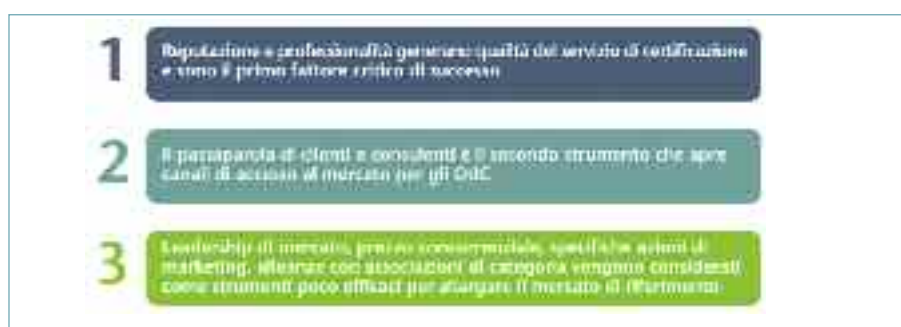 1
Reputazione e professionalità generano qualità del servizio di certificazione
e sono il primo fattore critico di successo
2
Il passaparola di clienti e consulenti è il secondo strumento che apre
canali di accesso al mercato per gli OdC
3
Leadership di mercato, prezzo concorrenziale, specifiche azioni di
marketing, alleanze con associazioni di categoria vengono considerati
come strumenti poco efficaci per allargare il mercato di riferimento